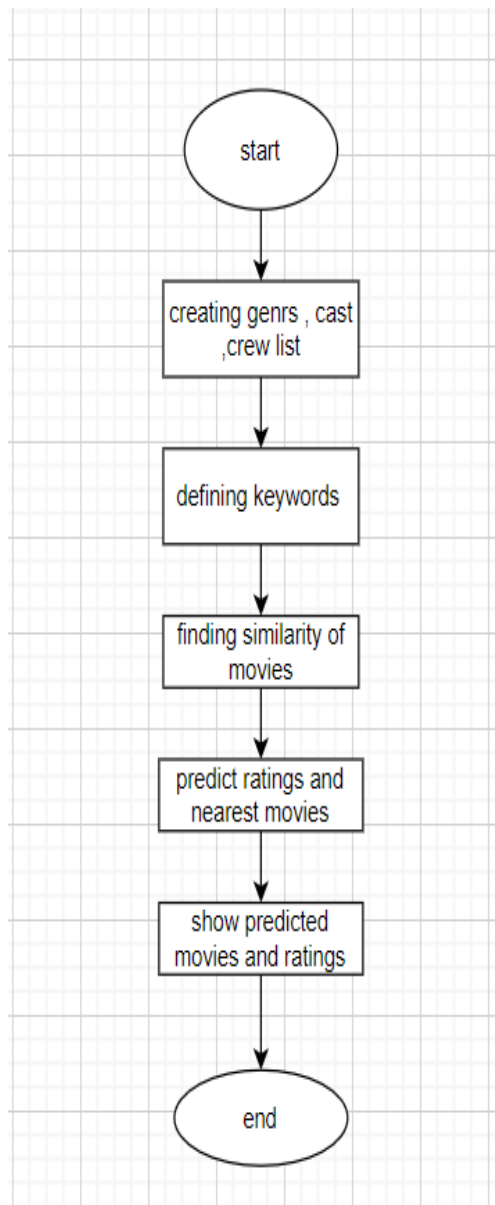 start
creating genrs , cast
,crew list
defining keywords
finding similarity of
movies
predict ratings and
nearest movies
show predicted
movies and ratings
end